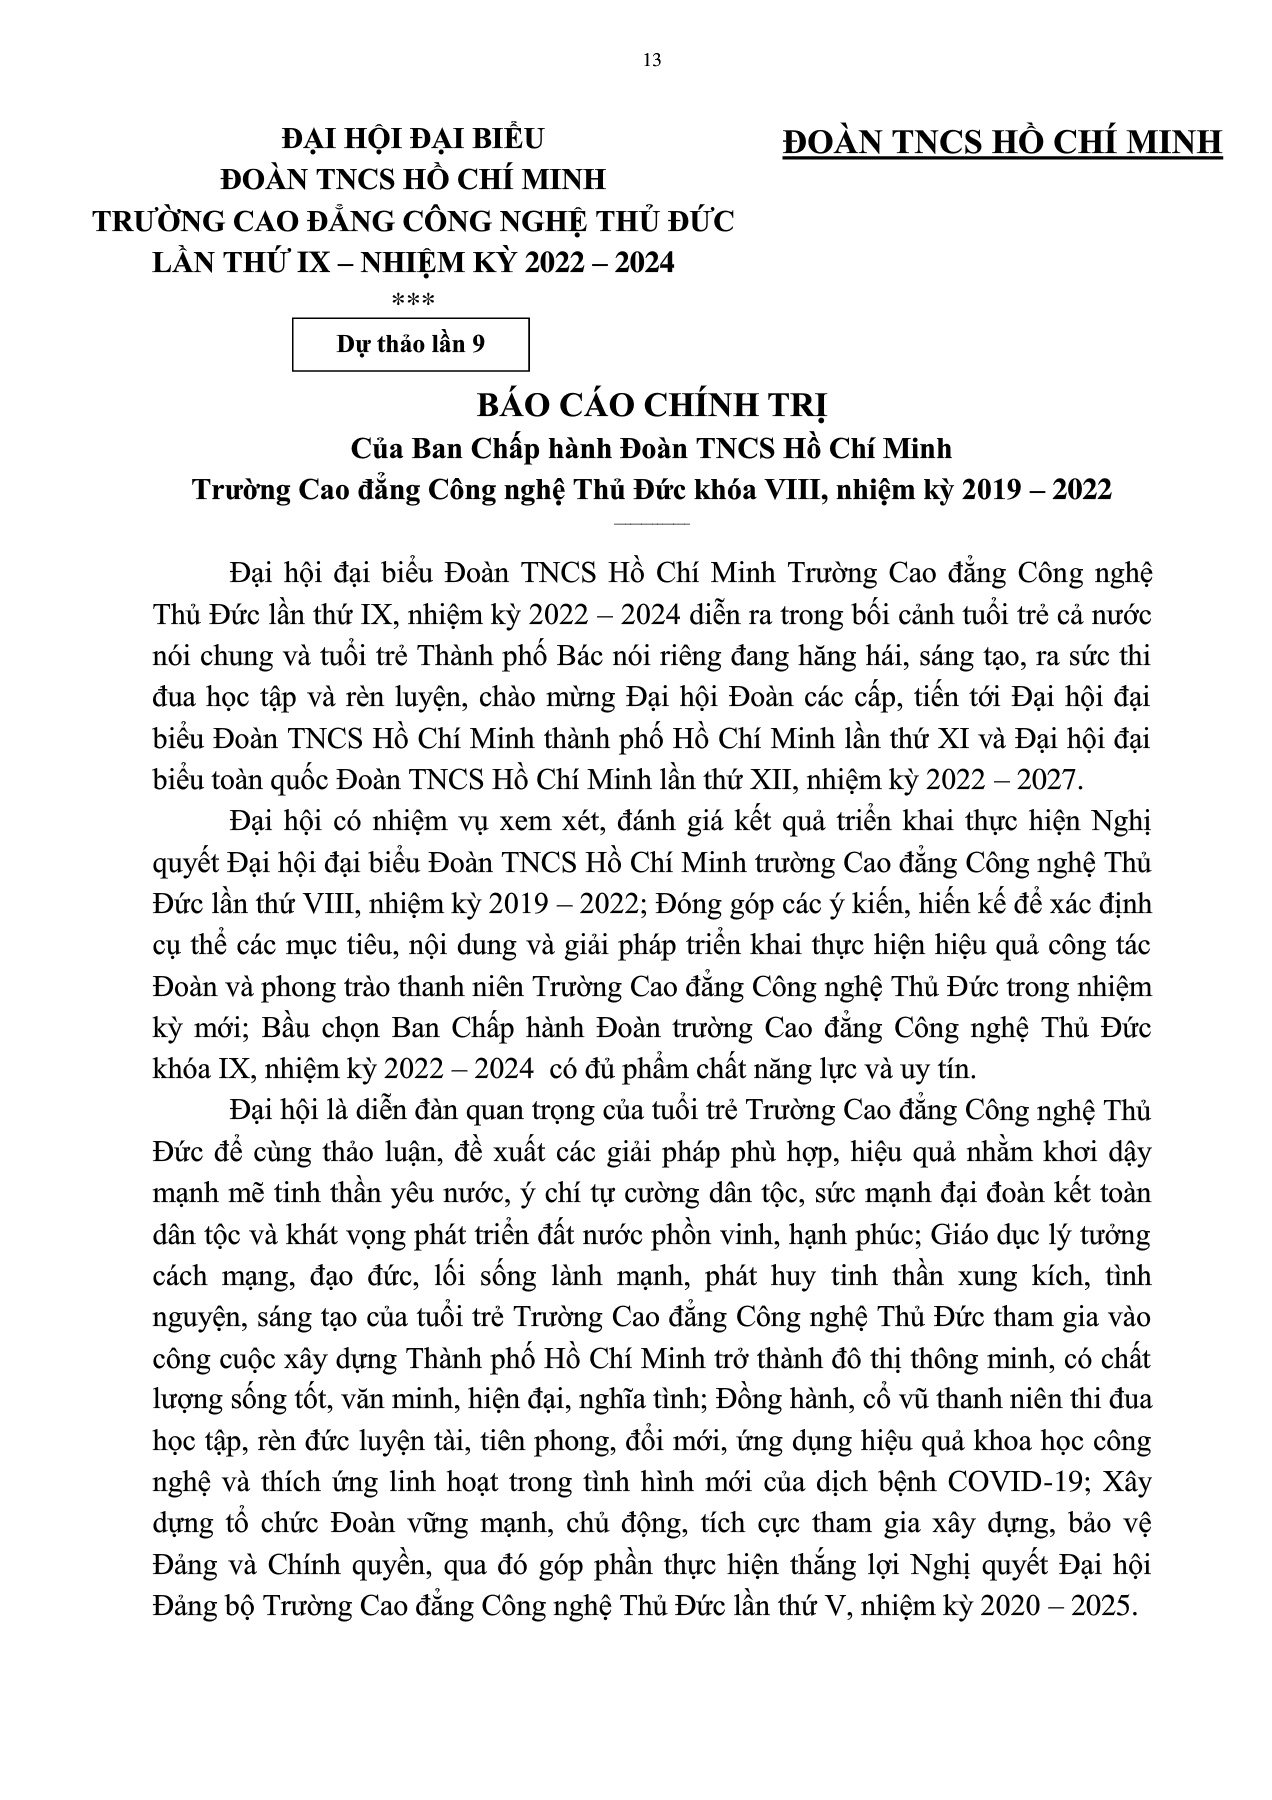 13
ĐẠI HỘI ĐẠI BIỂU
ĐOÀN TNCS HỒ CHÍ MINH
TRƯỜNG CAO ĐẲNG CÔNG NGHỆ THỦ ĐỨC
LẦN THỨ IX – NHIỆM KỲ 2022 – 2024
***
Dự thảo lần 9
ĐOÀN TNCS HỒ CHÍ MINH
BÁO CÁO CHÍNH TRỊ
Của Ban Chấp hành Đoàn TNCS Hồ Chí Minh
Trường Cao đẳng Công nghệ Thủ Đức khóa VIII, nhiệm kỳ 2019 – 2022
Đại hội đại biểu Đoàn TNCS Hồ Chí Minh Trường Cao đẳng Công nghệ
Thủ Đức lần thứ IX, nhiệm kỳ 2022 – 2024 diễn ra trong bối cảnh tuổi trẻ cả nước
nói chung và tuổi trẻ Thành phố Bác nói riêng đang hăng hái, sáng tạo, ra sức thi
đua học tập và rèn luyện, chào mừng Đại hội Đoàn các cấp, tiến tới Đại hội đại
biểu Đoàn TNCS Hồ Chí Minh thành phố Hồ Chí Minh lần thứ XI và Đại hội đại
biểu toàn quốc Đoàn TNCS Hồ Chí Minh lần thứ XII, nhiệm kỳ 2022 – 2027.
Đại hội có nhiệm vụ xem xét, đánh giá kết quả triển khai thực hiện Nghị
quyết Đại hội đại biểu Đoàn TNCS Hồ Chí Minh trường Cao đẳng Công nghệ Thủ
Đức lần thứ VIII, nhiệm kỳ 2019 – 2022; Đóng góp các ý kiến, hiến kế để xác định
cụ thể các mục tiêu, nội dung và giải pháp triển khai thực hiện hiệu quả công tác
Đoàn và phong trào thanh niên Trường Cao đẳng Công nghệ Thủ Đức trong nhiệm
kỳ mới; Bầu chọn Ban Chấp hành Đoàn trường Cao đẳng Công nghệ Thủ Đức
khóa IX, nhiệm kỳ 2022 – 2024  có đủ phẩm chất năng lực và uy tín.
Đại hội là diễn đàn quan trọng của tuổi trẻ Trường Cao đẳng Công nghệ Thủ
Đức để cùng thảo luận, đề xuất các giải pháp phù hợp, hiệu quả nhằm khơi dậy
mạnh mẽ tinh thần yêu nước, ý chí tự cường dân tộc, sức mạnh đại đoàn kết toàn
dân tộc và khát vọng phát triển đất nước phồn vinh, hạnh phúc; Giáo dục lý tưởng
cách mạng, đạo đức, lối sống lành mạnh, phát huy tinh thần xung kích, tình
nguyện, sáng tạo của tuổi trẻ Trường Cao đẳng Công nghệ Thủ Đức tham gia vào
công cuộc xây dựng Thành phố Hồ Chí Minh trở thành đô thị thông minh, có chất
lượng sống tốt, văn minh, hiện đại, nghĩa tình; Đồng hành, cổ vũ thanh niên thi đua
học tập, rèn đức luyện tài, tiên phong, đổi mới, ứng dụng hiệu quả khoa học công
nghệ và thích ứng linh hoạt trong tình hình mới của dịch bệnh COVID-19; Xây
dựng tổ chức Đoàn vững mạnh, chủ động, tích cực tham gia xây dựng, bảo vệ
Đảng và Chính quyền, qua đó góp phần thực hiện thắng lợi Nghị quyết Đại hội
Đảng bộ Trường Cao đẳng Công nghệ Thủ Đức lần thứ V, nhiệm kỳ 2020 – 2025.